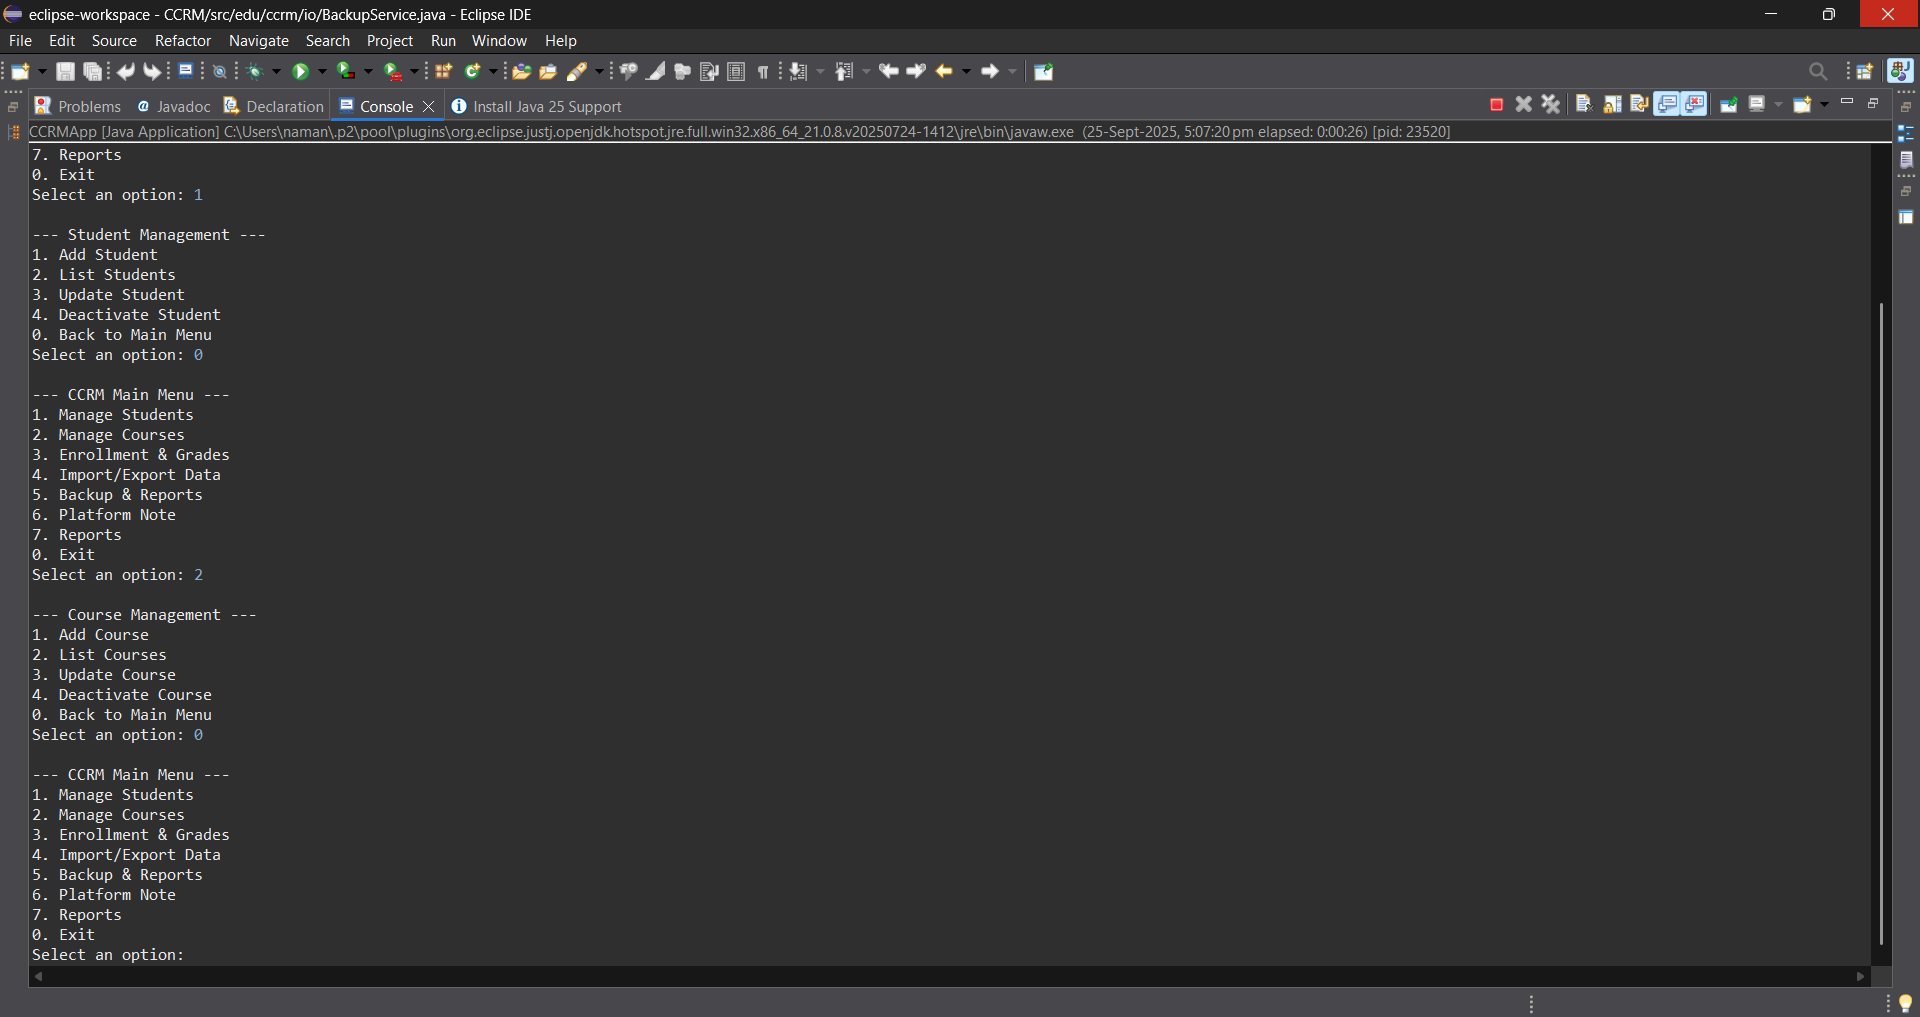 eclipse-workspace - CCRM/src/edu/ccrm/io/BackupService.java - Eclipse IDE
File Edit Source Refactor Navigate Search Project Run Window Help
Problems @ Javadoc Declaration Console Install Java 25 Support
CCRMApp [Java Application] C:\Users\naman\.p2\pool\plugins\org.eclipse.justj.openjdk.hotspot.jre.full.win32.x86_64_21.0.8.v20250724-1412\jre\bin\javaw.exe (25-Sept-2025, 5:07:20 pm elapsed: 0:00:26) [pid: 23520]
7. Reports
0. Exit
Select an option: 1
--- Student Management ---
1. Add Student
2. List Students
3. Update Student
4. Deactivate Student
0. Back to Main Menu
Select an option: 0
--- CCRM Main Menu ---
1. Manage Students
2. Manage Courses
3. Enrollment & Grades
4. Import/Export Data
5. Backup & Reports
6. Platform Note
7. Reports
0. Exit
Select an option: 2
--- Course Management ---
1. Add Course
2. List Courses
3. Update Course
4. Deactivate Course
0. Back to Main Menu
Select an option: 0
--- CCRM Main Menu ---
1. Manage Students
2. Manage Courses
3. Enrollment & Grades
4. Import/Export Data
5. Backup & Reports
6. Platform Note
7. Reports
0. Exit
Select an option: